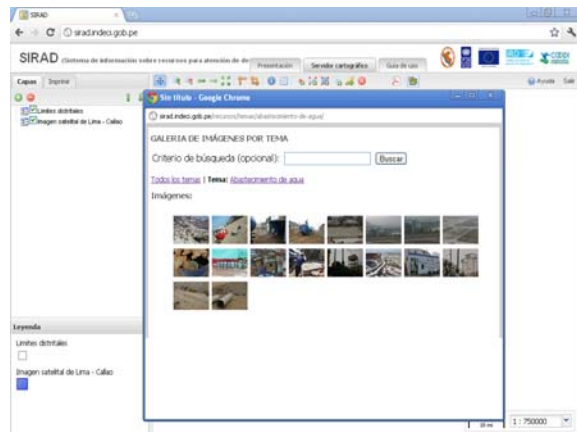 SIRAD
sirad.indeci.gob.pe
SIRAD (Sistema de información sobre recursos para atención de de
Presentación
Servidor cartográfico
Guía de uso
Capas
Imprimir
Ayuda
Salir
Límites distritales
Imagen satelital de Lima - Callao
Sin título - Google Chrome
sirad.indeci.gob.pe/recursos/temas/abastecimiento-de-agua/
GALERIA DE IMÁGENES POR TEMA
Criterio de búsqueda (opcional):
Buscar
Todos los temas | Tema: Abastecimiento de agua
Imágenes:
Leyenda
Límites distritales
Imagen satelital de Lima - Callao
1 : 750000